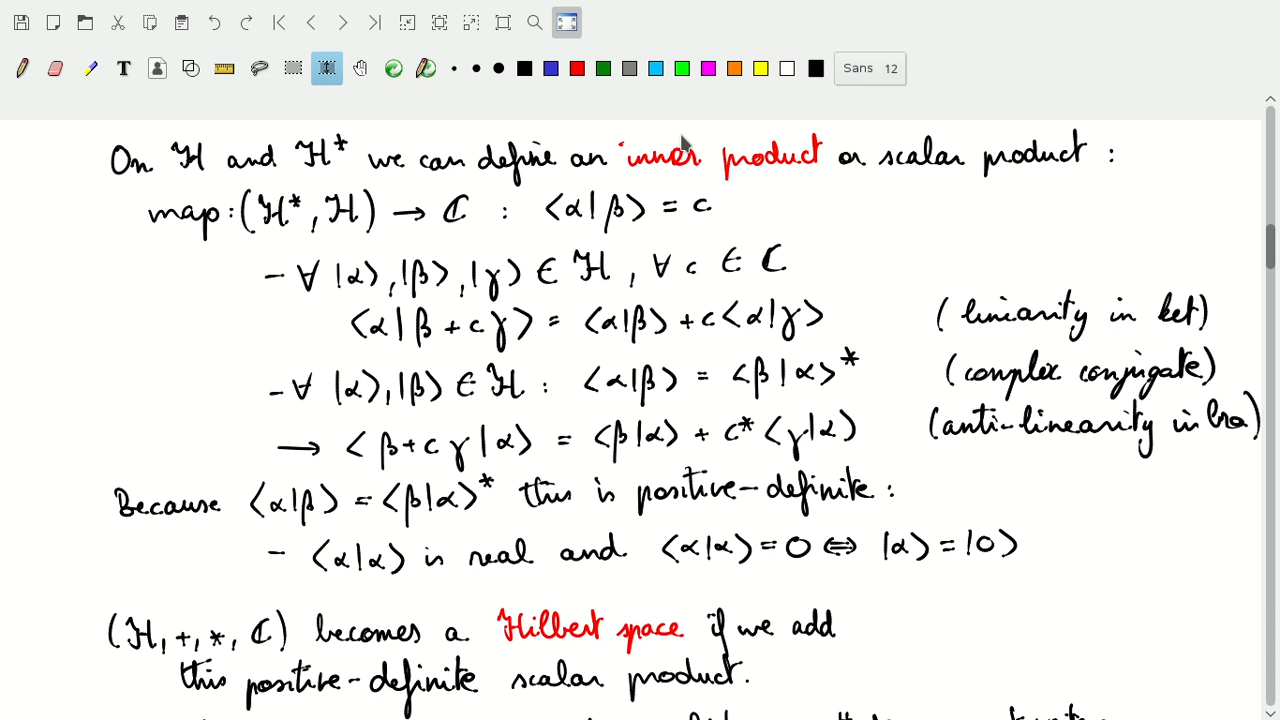 Sans 12
On ℋ and ℋ* we can define an inner product or scalar product :
map : (ℋ*, ℋ) → ℂ : ⟨α|β⟩ = c
- ∀ |α⟩, |β⟩, |γ⟩ ∈ ℋ, ∀ c ∈ ℂ
⟨α|β + cγ⟩ = ⟨α|β⟩ + c⟨α|γ⟩ (linearity in ket)
- ∀ |α⟩, |β⟩ ∈ ℋ : ⟨α|β⟩ = ⟨β|α⟩* (complex conjugate)
→ ⟨β + cγ|α⟩ = ⟨β|α⟩ + c*⟨γ|α⟩ (anti-linearity in bra)
Because ⟨α|β⟩ = ⟨β|α⟩* this is positive-definite :
- ⟨α|α⟩ is real and ⟨α|α⟩ = 0 ⇔ |α⟩ = |0⟩
(ℋ, +, *, ℂ) becomes a Hilbert space if we add
this positive-definite scalar product.